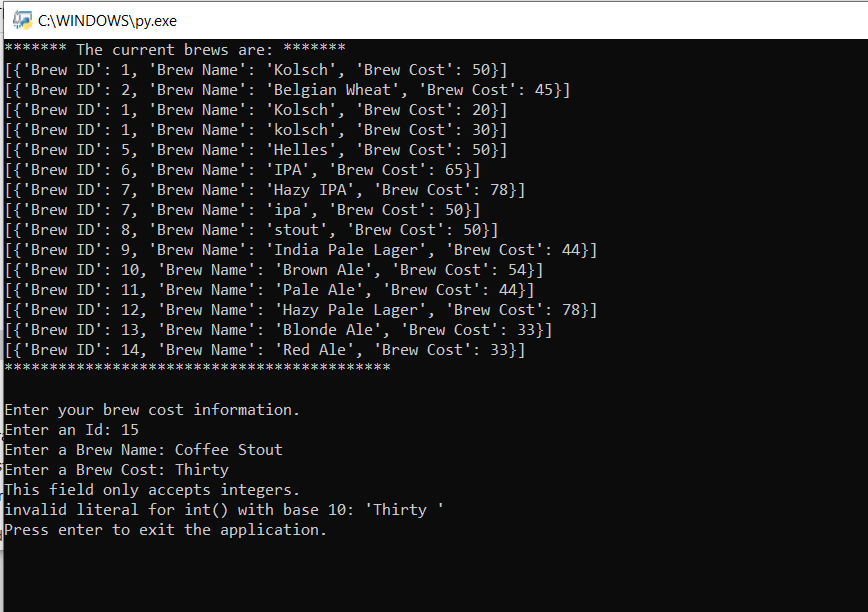 C:\WINDOWS\py.exe
******* The current brews are: *******
[{'Brew ID': 1, 'Brew Name': 'Kolsch', 'Brew Cost': 50}]
[{'Brew ID': 2, 'Brew Name': 'Belgian Wheat', 'Brew Cost': 45}]
[{'Brew ID': 1, 'Brew Name': 'Kolsch', 'Brew Cost': 20}]
[{'Brew ID': 1, 'Brew Name': 'kolsch', 'Brew Cost': 30}]
[{'Brew ID': 5, 'Brew Name': 'Helles', 'Brew Cost': 50}]
[{'Brew ID': 6, 'Brew Name': 'IPA', 'Brew Cost': 65}]
[{'Brew ID': 7, 'Brew Name': 'Hazy IPA', 'Brew Cost': 78}]
[{'Brew ID': 7, 'Brew Name': 'ipa', 'Brew Cost': 50}]
[{'Brew ID': 8, 'Brew Name': 'stout', 'Brew Cost': 50}]
[{'Brew ID': 9, 'Brew Name': 'India Pale Lager', 'Brew Cost': 44}]
[{'Brew ID': 10, 'Brew Name': 'Brown Ale', 'Brew Cost': 54}]
[{'Brew ID': 11, 'Brew Name': 'Pale Ale', 'Brew Cost': 44}]
[{'Brew ID': 12, 'Brew Name': 'Hazy Pale Lager', 'Brew Cost': 78}]
[{'Brew ID': 13, 'Brew Name': 'Blonde Ale', 'Brew Cost': 33}]
[{'Brew ID': 14, 'Brew Name': 'Red Ale', 'Brew Cost': 33}]
*******************************************
Enter your brew cost information.
Enter an Id: 15
Enter a Brew Name: Coffee Stout
Enter a Brew Cost: Thirty
This field only accepts integers.
invalid literal for int() with base 10: 'Thirty '
Press enter to exit the application.